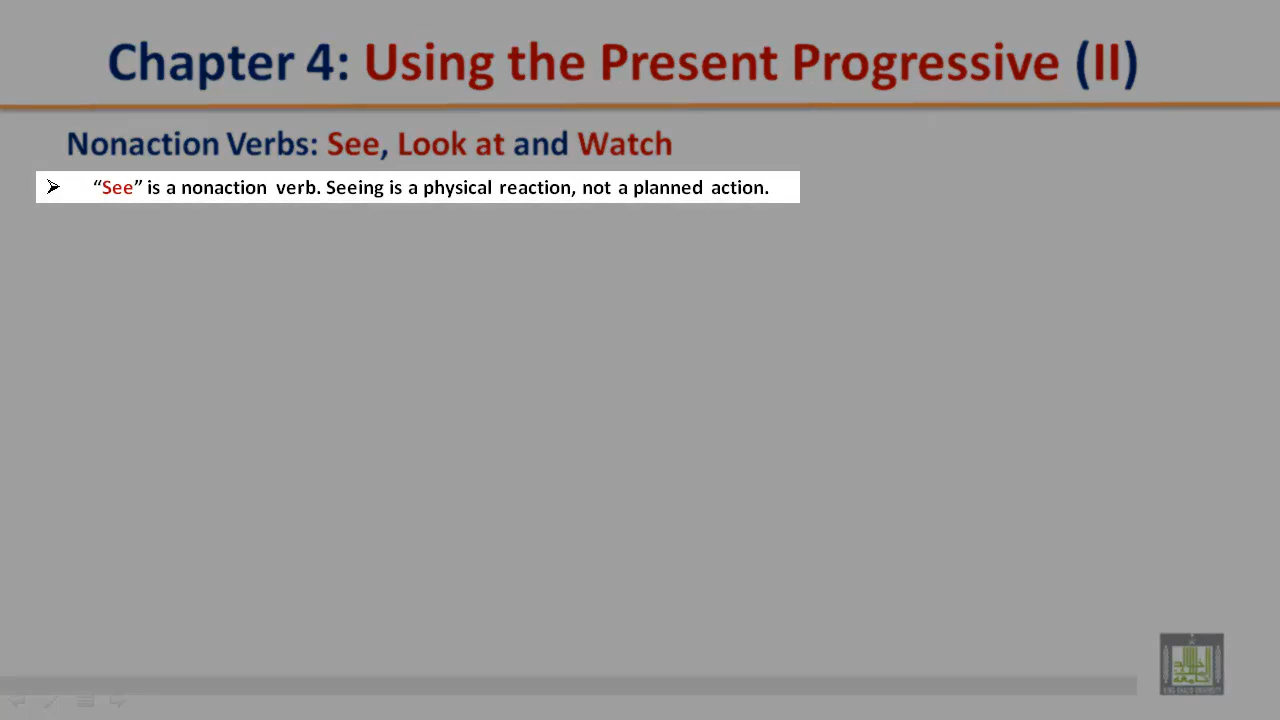 Chapter 4: Using the Present Progressive (II)
Nonaction Verbs: See, Look at and Watch
➢ “See” is a nonaction verb. Seeing is a physical reaction, not a planned action.